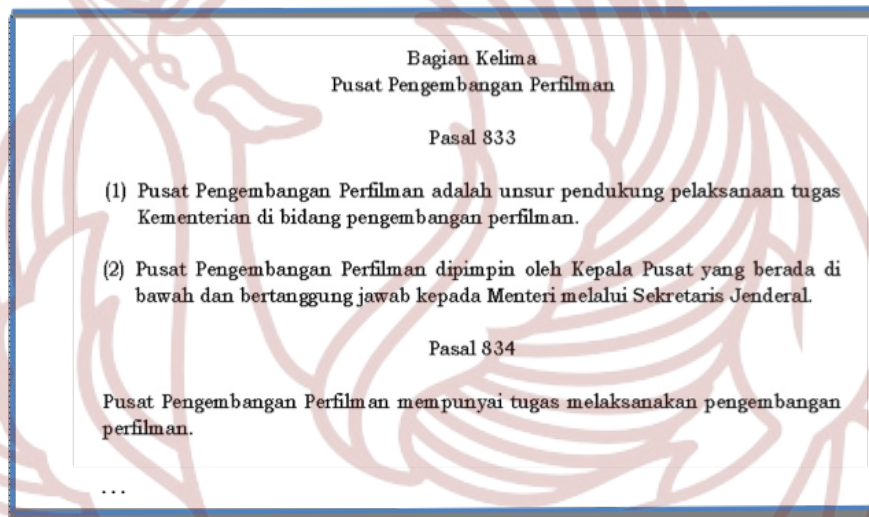 Bagian Kelima
Pusat Pengembangan Perfilman
Pasal 833
(1) Pusat Pengembangan Perfilman adalah unsur pendukung pelaksanaan tugas
Kementerian di bidang pengembangan perfilman.
(2) Pusat Pengembangan Perfilman dipimpin oleh Kepala Pusat yang berada di
bawah dan bertanggung jawab kepada Menteri melalui Sekretaris Jenderal.
Pasal 834
Pusat Pengembangan Perfilman mempunyai tugas melaksanakan pengembangan
perfilman.
...